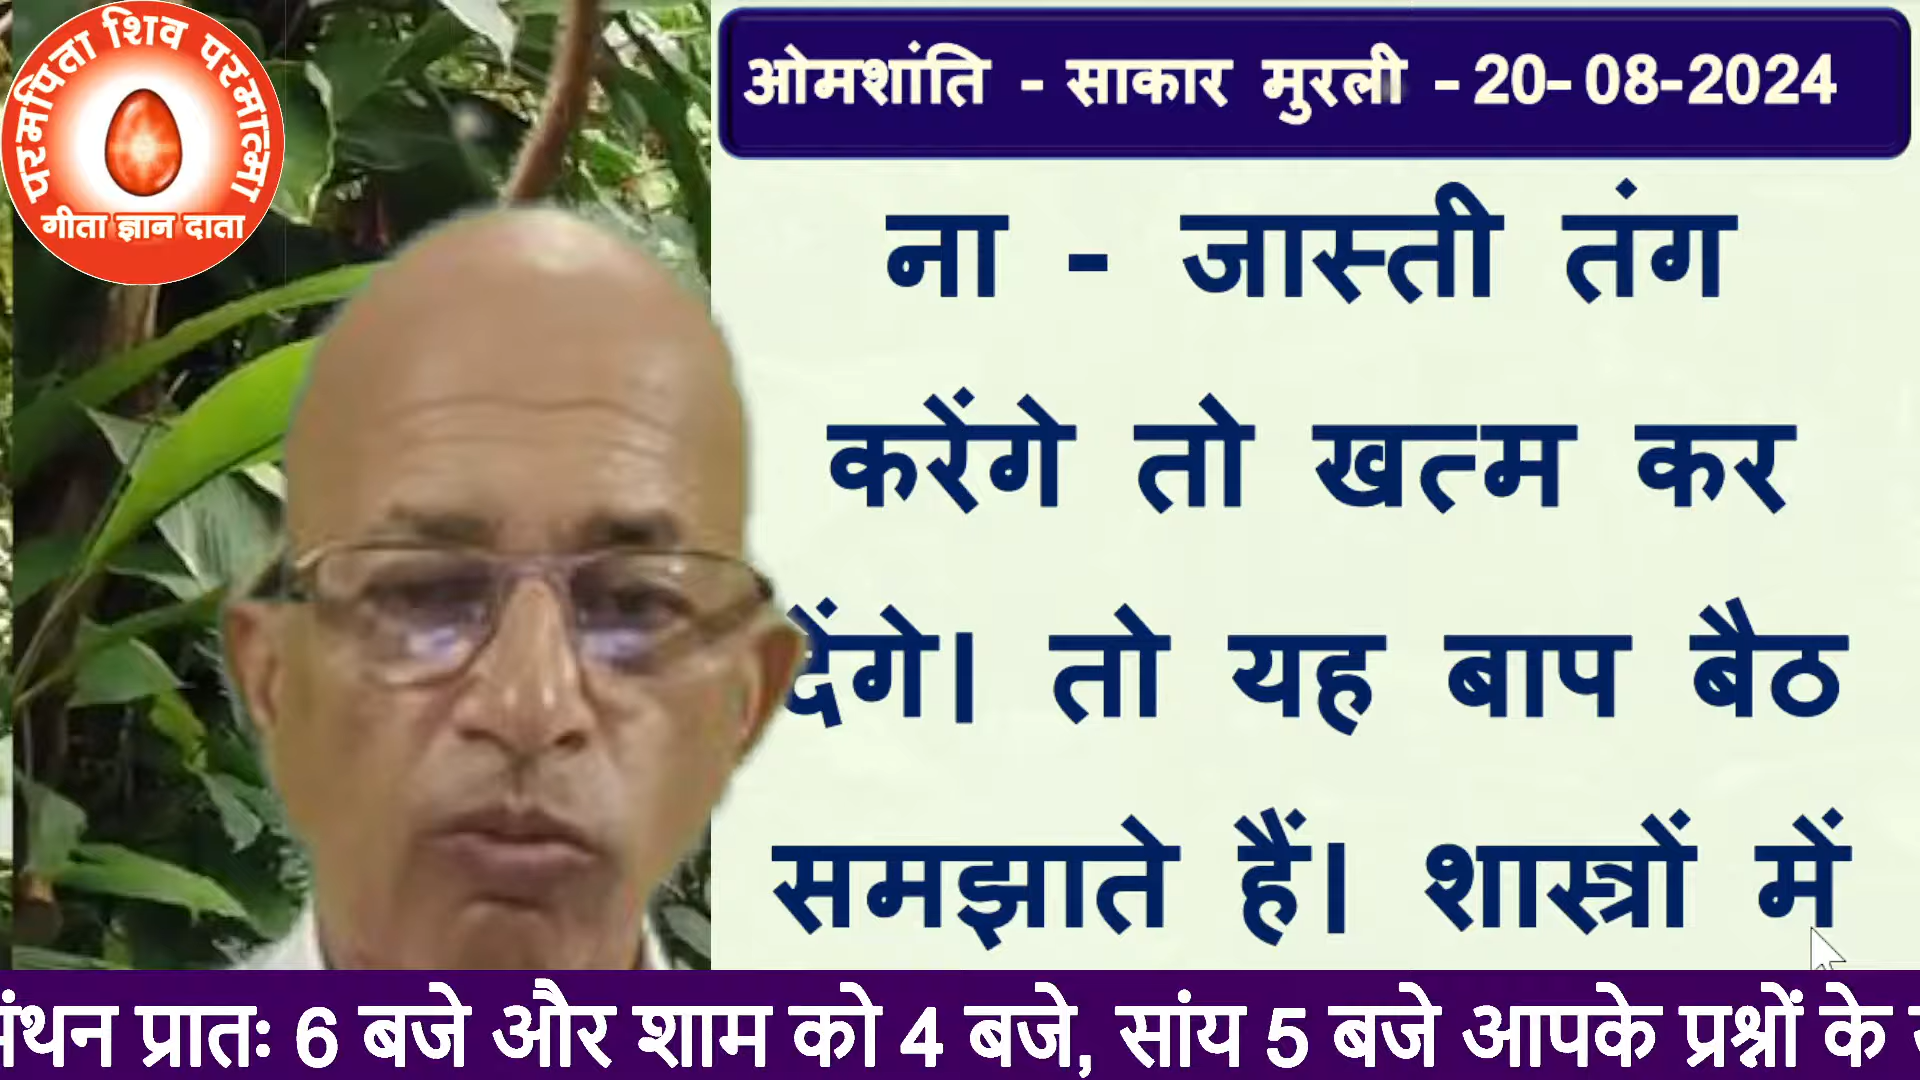 परमपिता शिव परमात्मा
गीता ज्ञान दाता
ओमशांति - साकार मुरली - 20- 08-2024
ना - जास्ती तंग
करेंगे तो खत्म कर
देंगे। तो यह बाप बैठ
समझाते हैं। शास्त्रों में
प्रातः 6 बजे और शाम को 4 बजे, सांय 5 बजे आपके प्रश्नों के